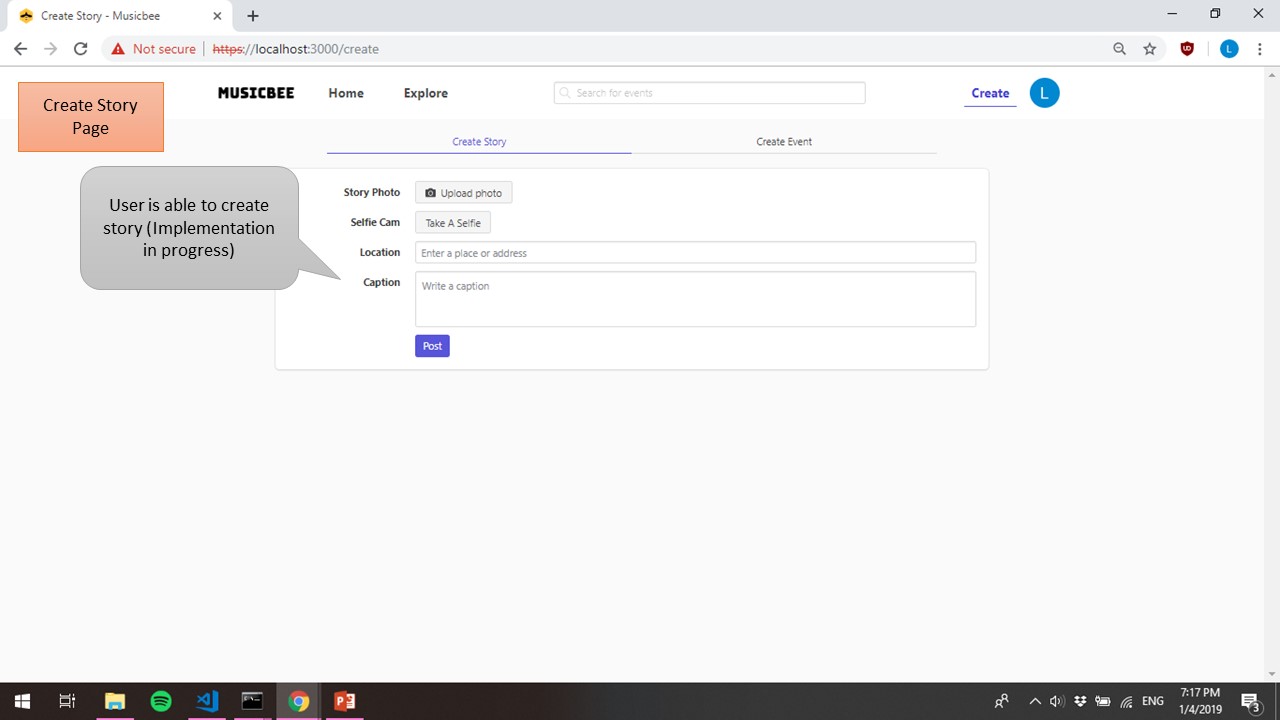 Create Story - Musicbee
Not secure https://localhost:3000/create
UD
L
Create Story
Page
MUSICBEE Home Explore Search for events Create L
Create Story Create Event
User is able to create
story (Implementation
in progress)
Story Photo Upload photo
Selfie Cam Take A Selfie
Location Enter a place or address
Caption Write a caption
Post
ENG
7:17 PM
1/4/2019
3